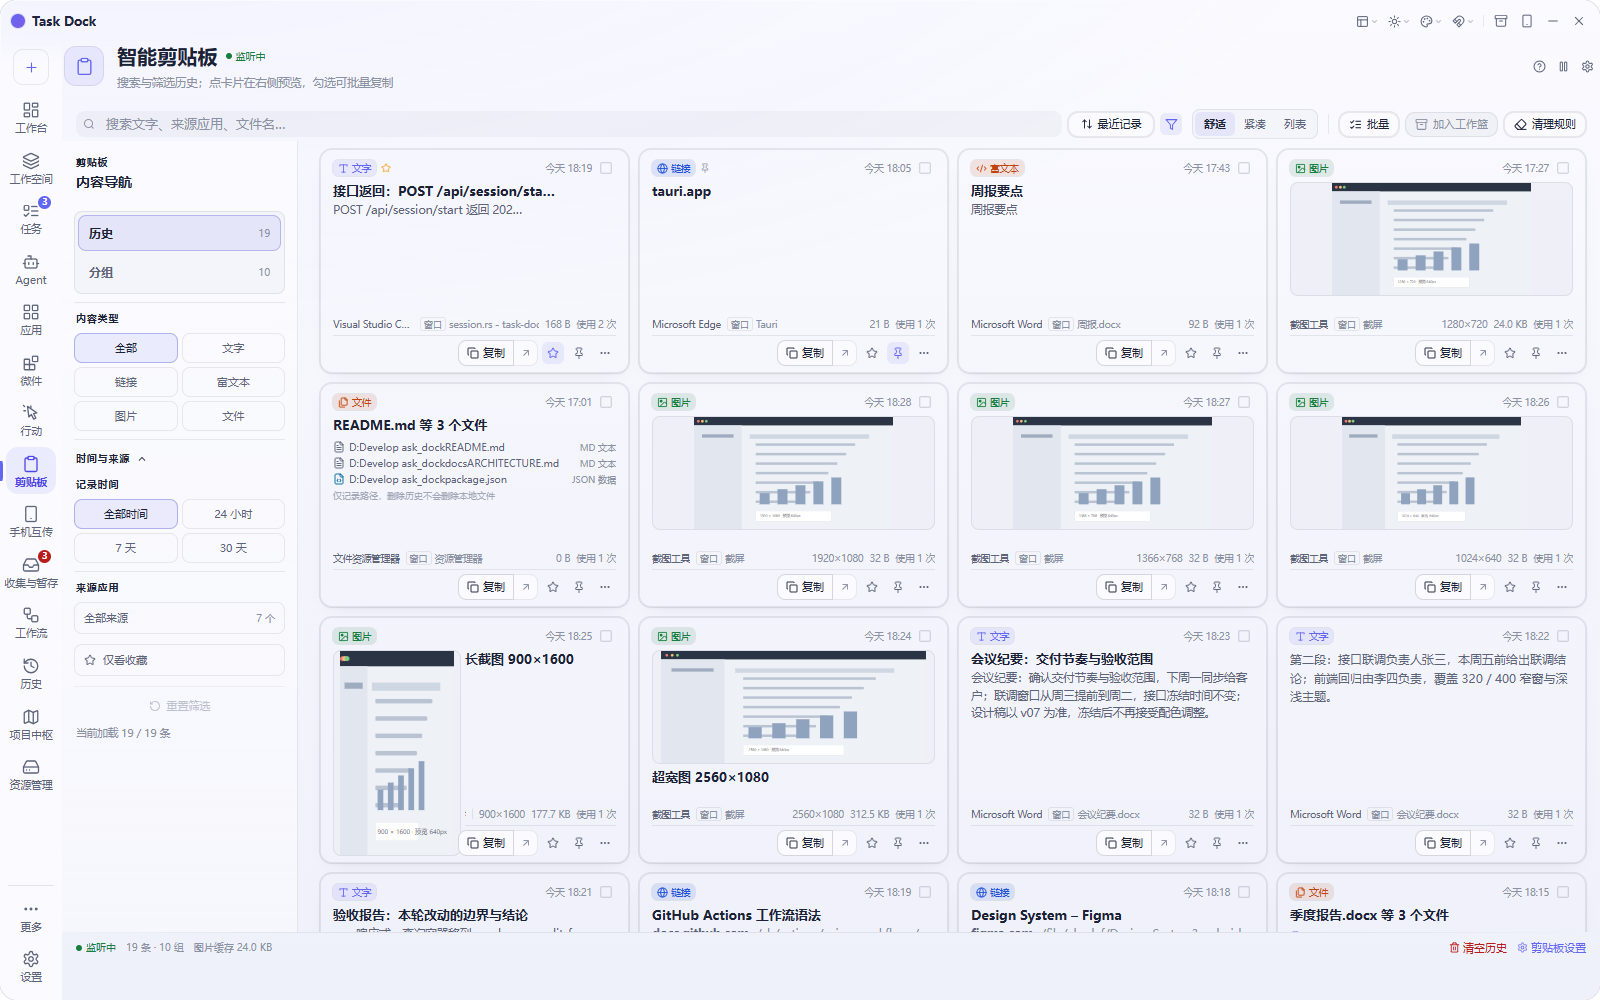 Task Dock
智能剪贴板
监听中
搜索与筛选历史；点卡片在右侧预览，勾选可批量复制
搜索文字、来源应用、文件名...
最近记录
舒适
紧凑
列表
批量
加入工作篮
清理规则
工作台
工作空间
3
任务
Agent
应用
微件
行动
剪贴板
手机互传
3
收集与暂存
工作流
历史
项目中枢
资源管理
更多
设置
剪贴板
内容导航
历史 19
分组 10
内容类型
全部 文字
链接 富文本
图片 文件
时间与来源
记录时间
全部时间 24 小时
7 天 30 天
来源应用
全部来源 7 个
仅看收藏
重置筛选
当前加载 19 / 19 条
文字 今天 18:19
接口返回：POST /api/session/sta...
POST /api/session/start 返回 202...
Visual Studio C... 窗口 session.rs - task-doc 168 B 使用 2 次
复制
链接 今天 18:05
tauri.app
Microsoft Edge 窗口 Tauri 21 B 使用 1 次
复制
富文本 今天 17:43
周报要点
周报要点
Microsoft Word 窗口 周报.docx 92 B 使用 1 次
复制
图片 今天 17:27
截图工具 窗口 截屏 1280×720 24.0 KB 使用 1 次
复制
文件 今天 17:01
README.md 等 3 个文件
D:Develop ask_dockREADME.md MD 文本
D:Develop ask_dockdocsARCHITECTURE.md MD 文本
D:Develop ask_dockpackage.json JSON 数据
仅记录路径，删除历史不会删除本地文件
文件资源管理器 窗口 资源管理器 0 B 使用 1 次
复制
图片 今天 18:28
截图工具 窗口 截屏 1920×1080 32 B 使用 1 次
复制
图片 今天 18:27
截图工具 窗口 截屏 1366×768 32 B 使用 1 次
复制
图片 今天 18:26
截图工具 窗口 截屏 1024×640 32 B 使用 1 次
复制
图片 今天 18:25
长截图 900×1600
900 × 1600 · 预览 640px
900×1600 177.7 KB 使用 1 次
复制
图片 今天 18:24
超宽图 2560×1080
截图工具 窗口 截屏 2560×1080 312.5 KB 使用 1 次
复制
文字 今天 18:23
会议纪要：交付节奏与验收范围
会议纪要：确认交付节奏与验收范围，下周一同步给客
户；联调窗口从周三提前到周二，接口冻结时间不变；
设计稿以 v07 为准，冻结后不再接受配色调整。
Microsoft Word 窗口 会议纪要.docx 32 B 使用 1 次
复制
文字 今天 18:22
第二段：接口联调负责人张三，本周五前给出联调结
论；前端回归由李四负责，覆盖 320 / 400 窄窗与深
浅主题。
Microsoft Word 窗口 会议纪要.docx 32 B 使用 1 次
复制
文字 今天 18:21
验收报告：本轮改动的边界与结论
链接 今天 18:19
GitHub Actions 工作流语法
链接 今天 18:18
Design System – Figma
文件 今天 18:15
季度报告.docx 等 3 个文件
监听中 19 条 · 10 组 图片缓存 24.0 KB
清空历史 剪贴板设置